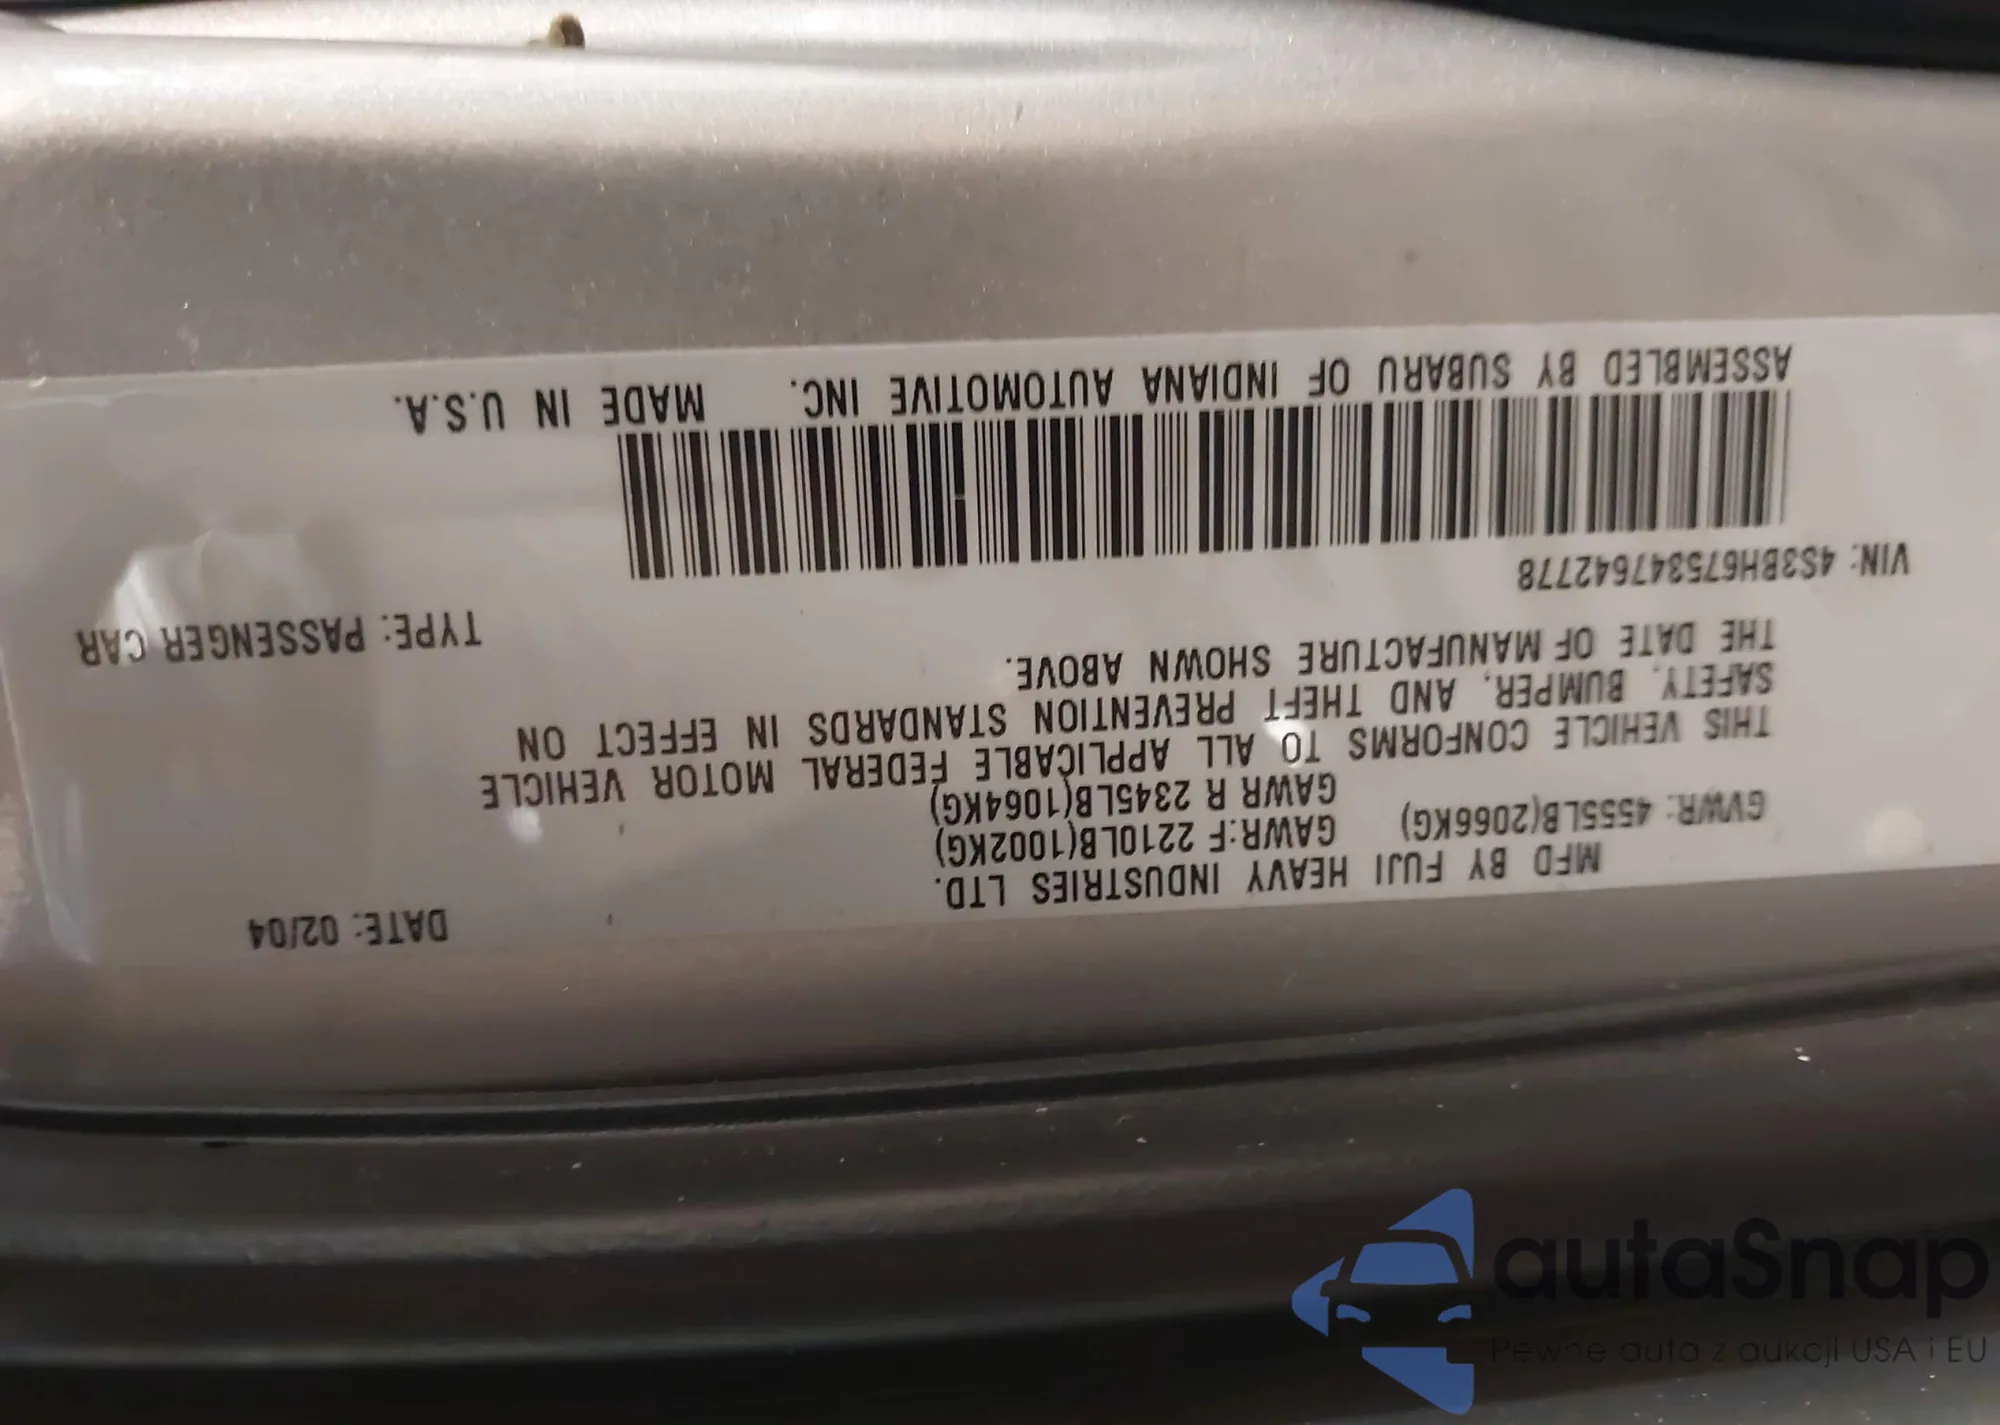 MFD BY FUJI HEAVY INDUSTRIES LTD. DATE: 02/04
GVWR: 4555LB(2066KG) GAWR:F 2210LB(1002KG)
GAWR R 2345LB(1064KG)
THIS VEHICLE CONFORMS TO ALL APPLICABLE FEDERAL MOTOR VEHICLE
SAFETY, BUMPER, AND THEFT PREVENTION STANDARDS IN EFFECT ON
THE DATE OF MANUFACTURE SHOWN ABOVE.
VIN: 4S3BH675347642778 TYPE: PASSENGER CAR
ASSEMBLED BY SUBARU OF INDIANA AUTOMOTIVE INC. MADE IN U.S.A.
autaSnap
Pewne auta z aukcji USA i EU